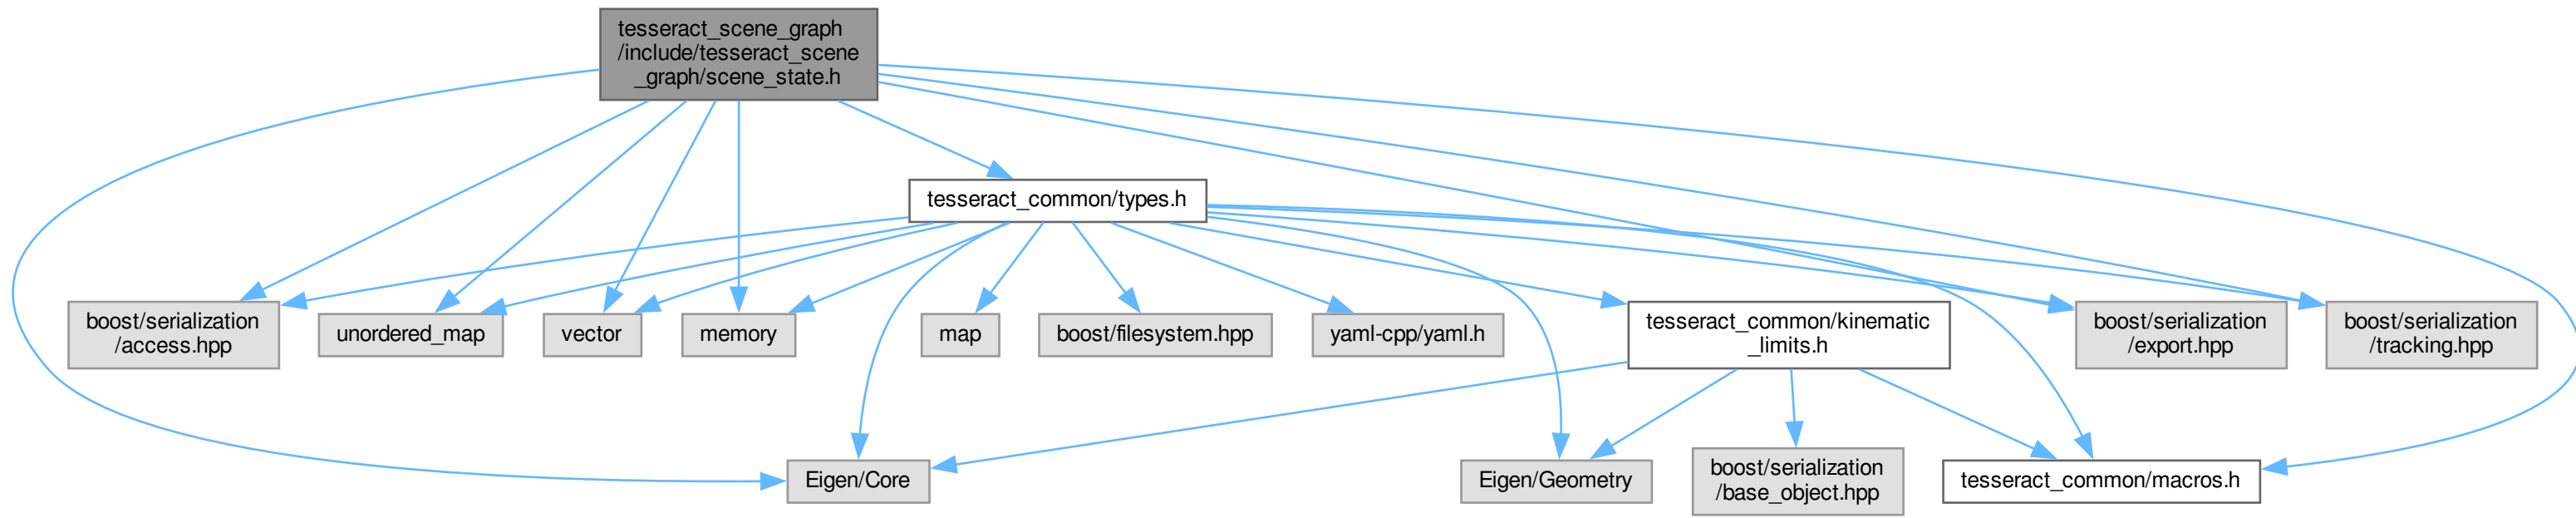 tesseract_scene_graph
/include/tesseract_scene
_graph/scene_state.h
tesseract_common/types.h
boost/serialization
/access.hpp
unordered_map
vector
memory
map
boost/filesystem.hpp
yaml-cpp/yaml.h
tesseract_common/kinematic
_limits.h
boost/serialization
/export.hpp
boost/serialization
/tracking.hpp
Eigen/Core
Eigen/Geometry
boost/serialization
/base_object.hpp
tesseract_common/macros.h